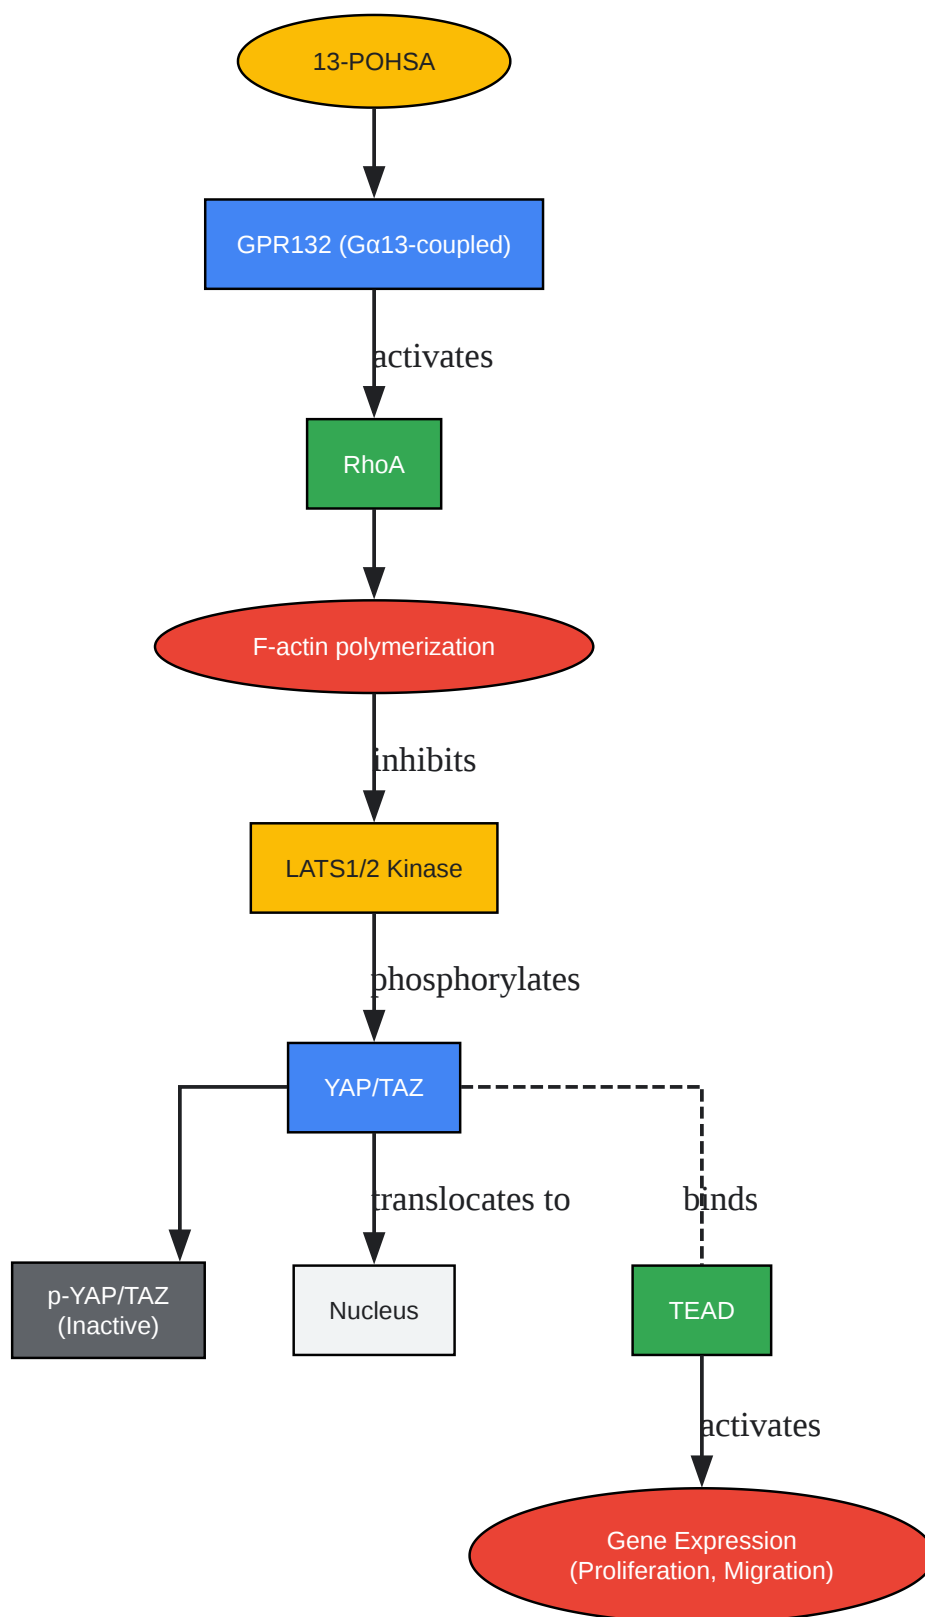 13-POHSA
GPR132 (Gα13-coupled)
activates
RhoA
F-actin polymerization
inhibits
LATS1/2 Kinase
phosphorylates
YAP/TAZ
translocates to
binds
p-YAP/TAZ
(Inactive)
Nucleus
TEAD
activates
Gene Expression
(Proliferation, Migration)